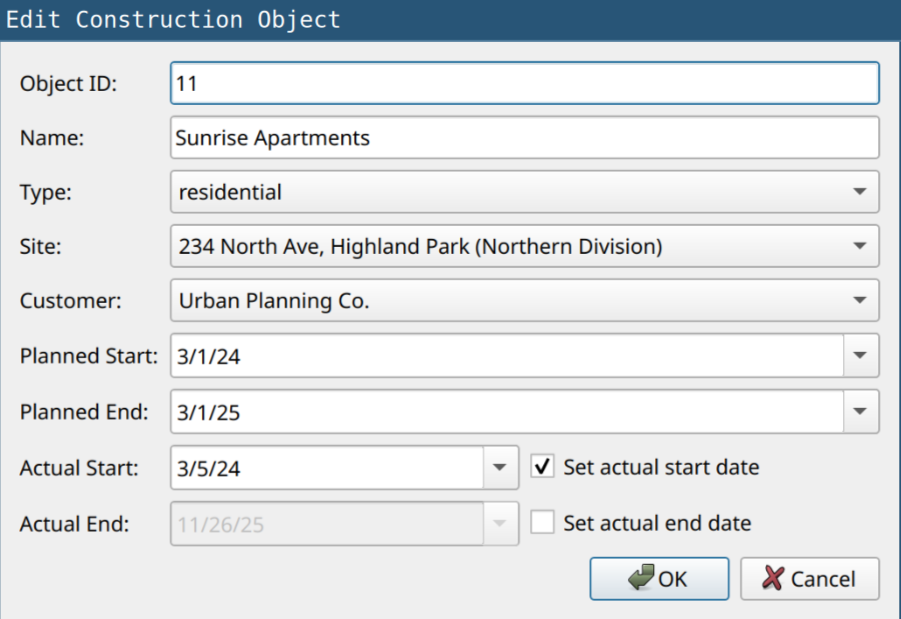 Edit Construction Object
Object ID: 11
Name: Sunrise Apartments
Type: residential
Site: 234 North Ave, Highland Park (Northern Division)
Customer: Urban Planning Co.
Planned Start: 3/1/24
Planned End: 3/1/25
Actual Start: 3/5/24 Set actual start date
Actual End: 11/26/25 Set actual end date
OK Cancel